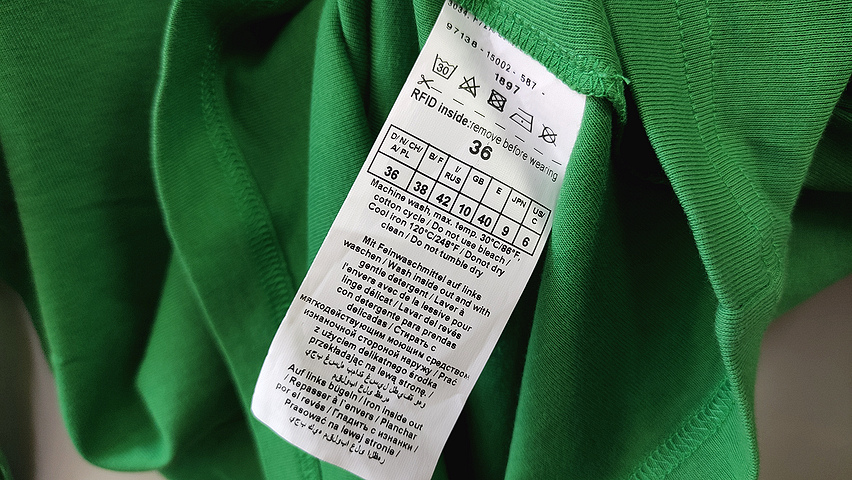 97138 - 15002 - 587 -
1897
30
RFID inside:remove before wearing
36
D/ N/ CH/ A/ PL B/ F I/ RUS GB E JPN US/ C
36 38 42 10 40 9 6
Machine wash, max. temp. 30°C/86°F.
cotton cycle / Do not use bleach /
Cool Iron 120°C/248°F / Donot dry
clean / Do not tumble dry
Mit Feinwaschmittel auf links
waschen / Wash inside out and with
gentle detergent / Laver à
l'envers avec de la lessive pour
linge délicat / Lavar del revés
con detergente para prendas
delicadas / Стирать с
мягкодействующим моющим средством
изнаночной стороной наружу / Prać
z użyciem delikatnego środka
przekładając na lewą stronę. /
Auf links bügeln / Iron inside out
/ Repasser à l'envers / Planchar
por el revés / Гладить с изнанки /
Prasować na lewej stronie /